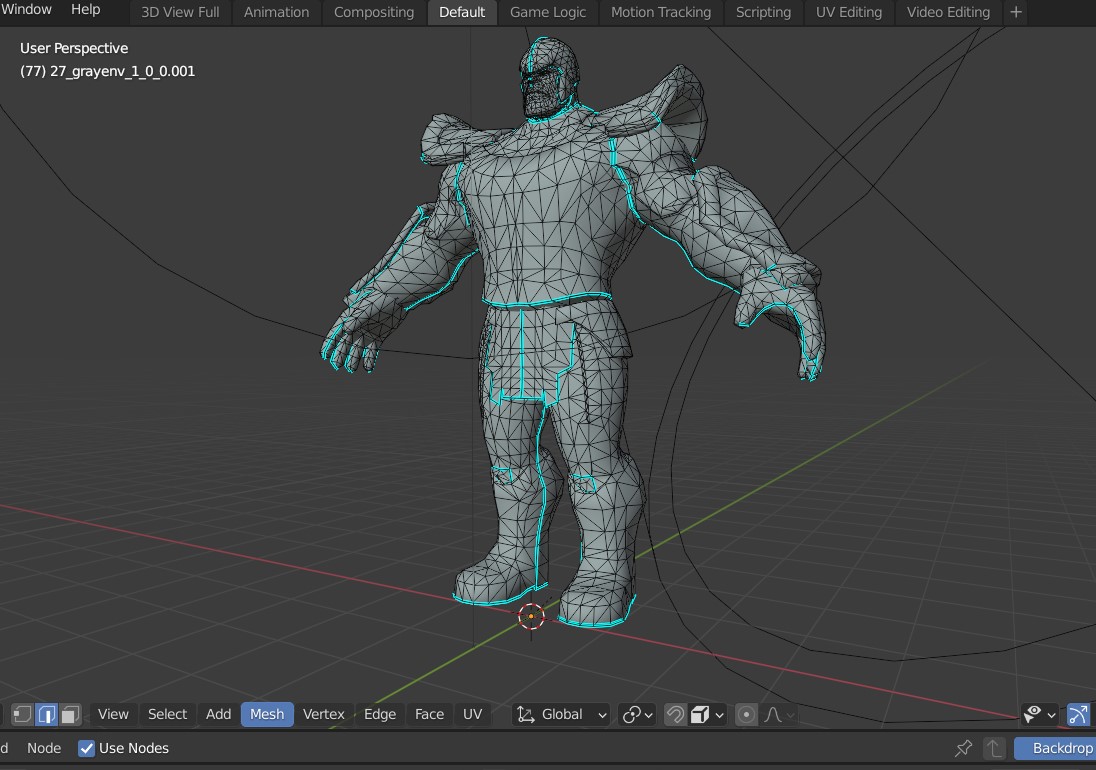 Window Help 3D View Full Animation Compositing Default Game Logic Motion Tracking Scripting UV Editing Video Editing +
User Perspective
(77) 27_grayenv_1_0_0.001
View Select Add Mesh Vertex Edge Face UV Global
d Node Use Nodes Backdrop